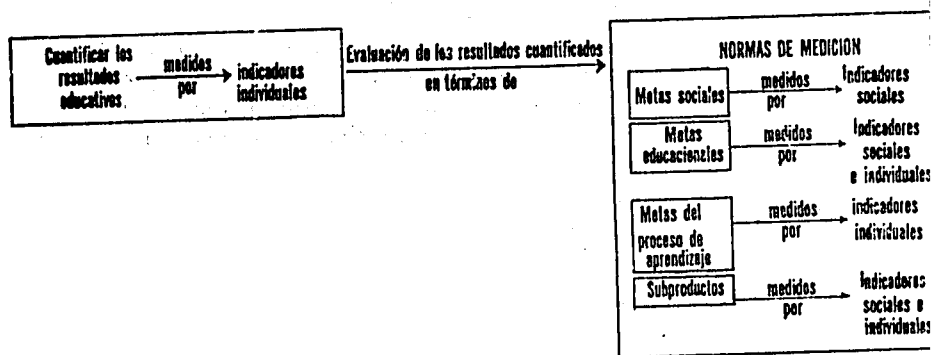 Cuantificar los
resultados
educativos
medidos
por
indicadores
individuales
Evaluación de los resultados cuantificados
en términos de
NORMAS DE MEDICION
Metas sociales
medidos
por
Indicadores
sociales
Metas
educacionales
medidos
por
Indicadores
sociales
e individuales
Metas del
proceso de
aprendizaje
medidos
por
indicadores
individuales
Subproductos
medidos
por
Indicadores
sociales e
individuales